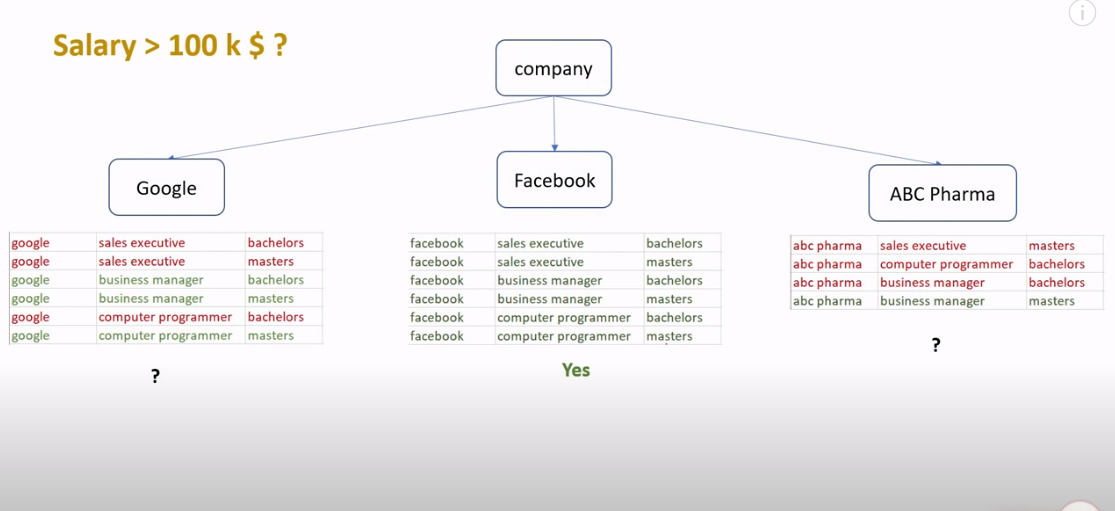 Salary > 100 k $ ?
company
Google
Facebook
ABC Pharma
google sales executive bachelors
google sales executive masters
google business manager bachelors
google business manager masters
google computer programmer bachelors
google computer programmer masters
?
facebook sales executive bachelors
facebook sales executive masters
facebook business manager bachelors
facebook business manager masters
facebook computer programmer bachelors
facebook computer programmer masters
Yes
abc pharma sales executive masters
abc pharma computer programmer bachelors
abc pharma business manager bachelors
abc pharma business manager masters
?